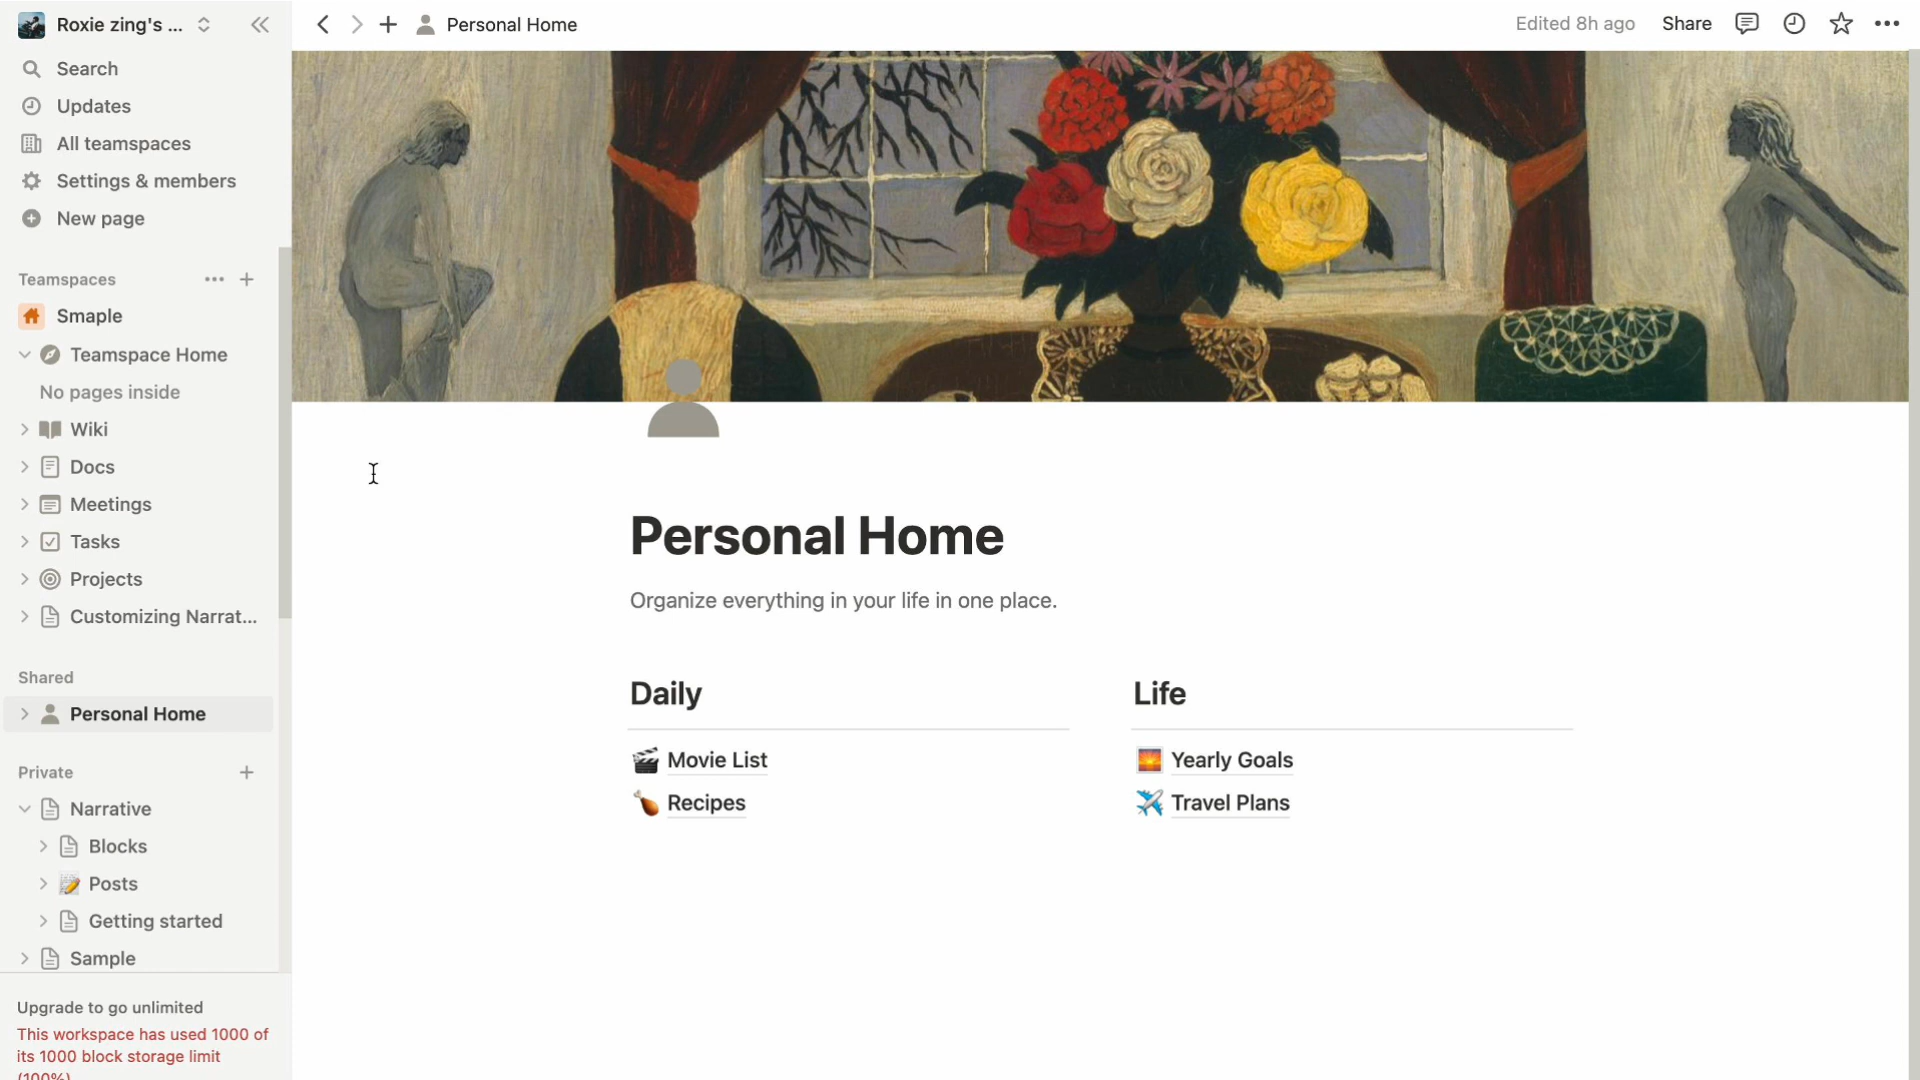 Roxie zing's ...
Personal Home
Edited 8h ago
Share
Search
Updates
All teamspaces
Settings & members
New page
Teamspaces
Smaple
Teamspace Home
No pages inside
Wiki
Docs
Meetings
Tasks
Projects
Customizing Narrat...
Shared
Personal Home
Private
Narrative
Blocks
Posts
Getting started
Sample
Upgrade to go unlimited
This workspace has used 1000 of
its 1000 block storage limit
(100%)
Personal Home
Organize everything in your life in one place.
Daily
Movie List
Recipes
Life
Yearly Goals
Travel Plans